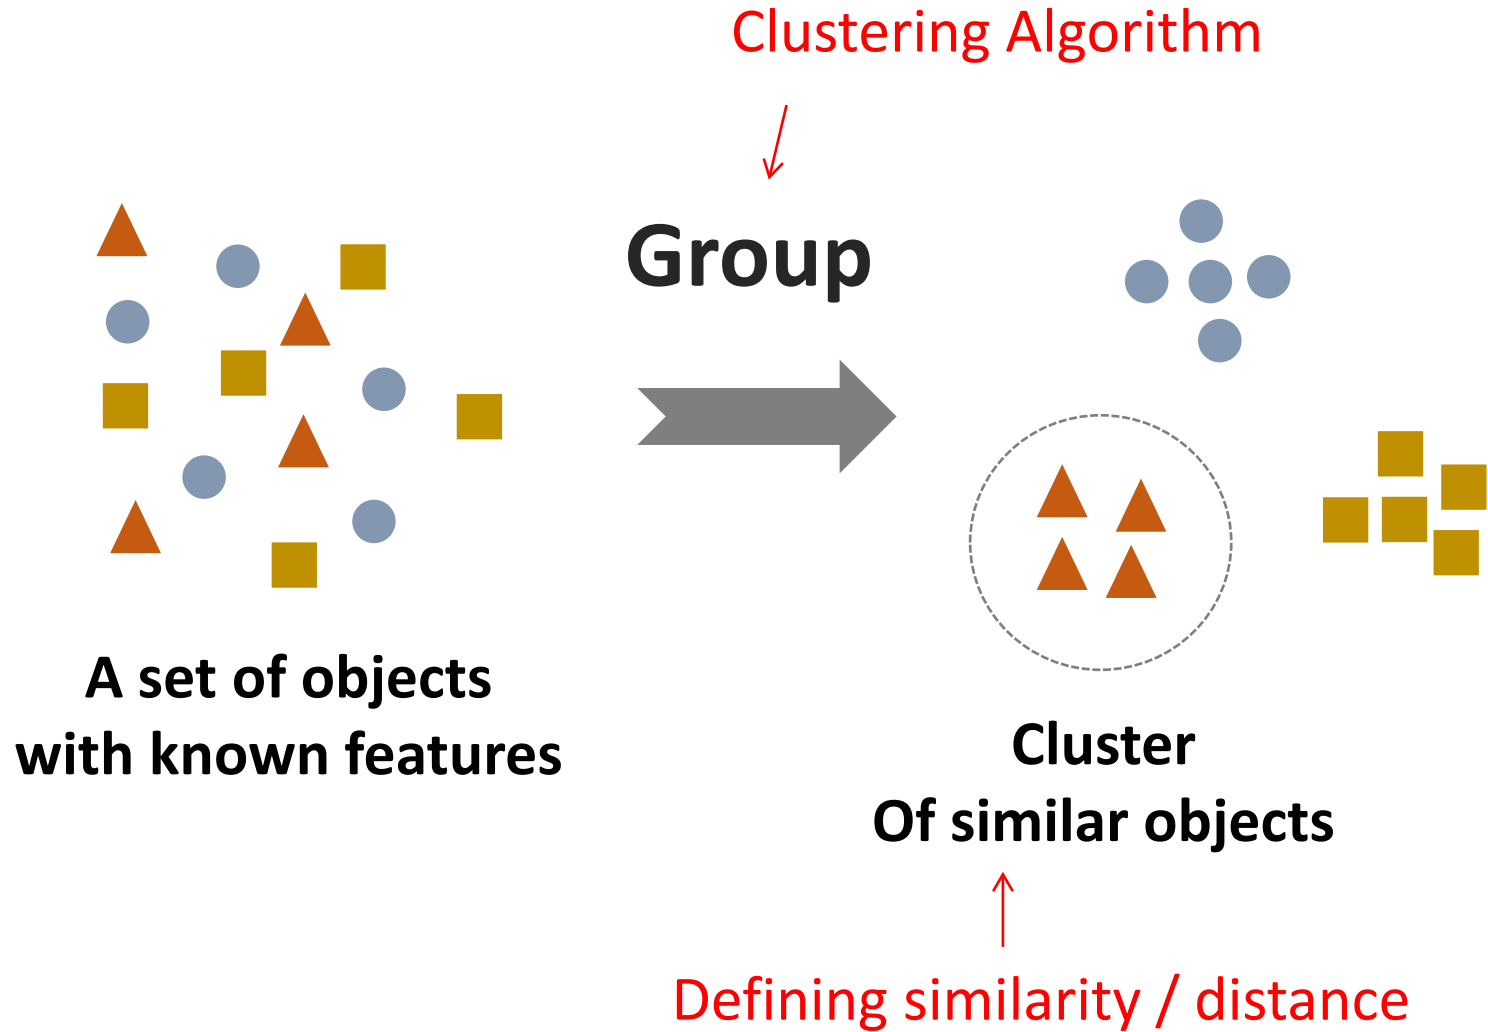 Clustering Algorithm
Group
A set of objects
with known features
Cluster
Of similar objects
Defining similarity / distance